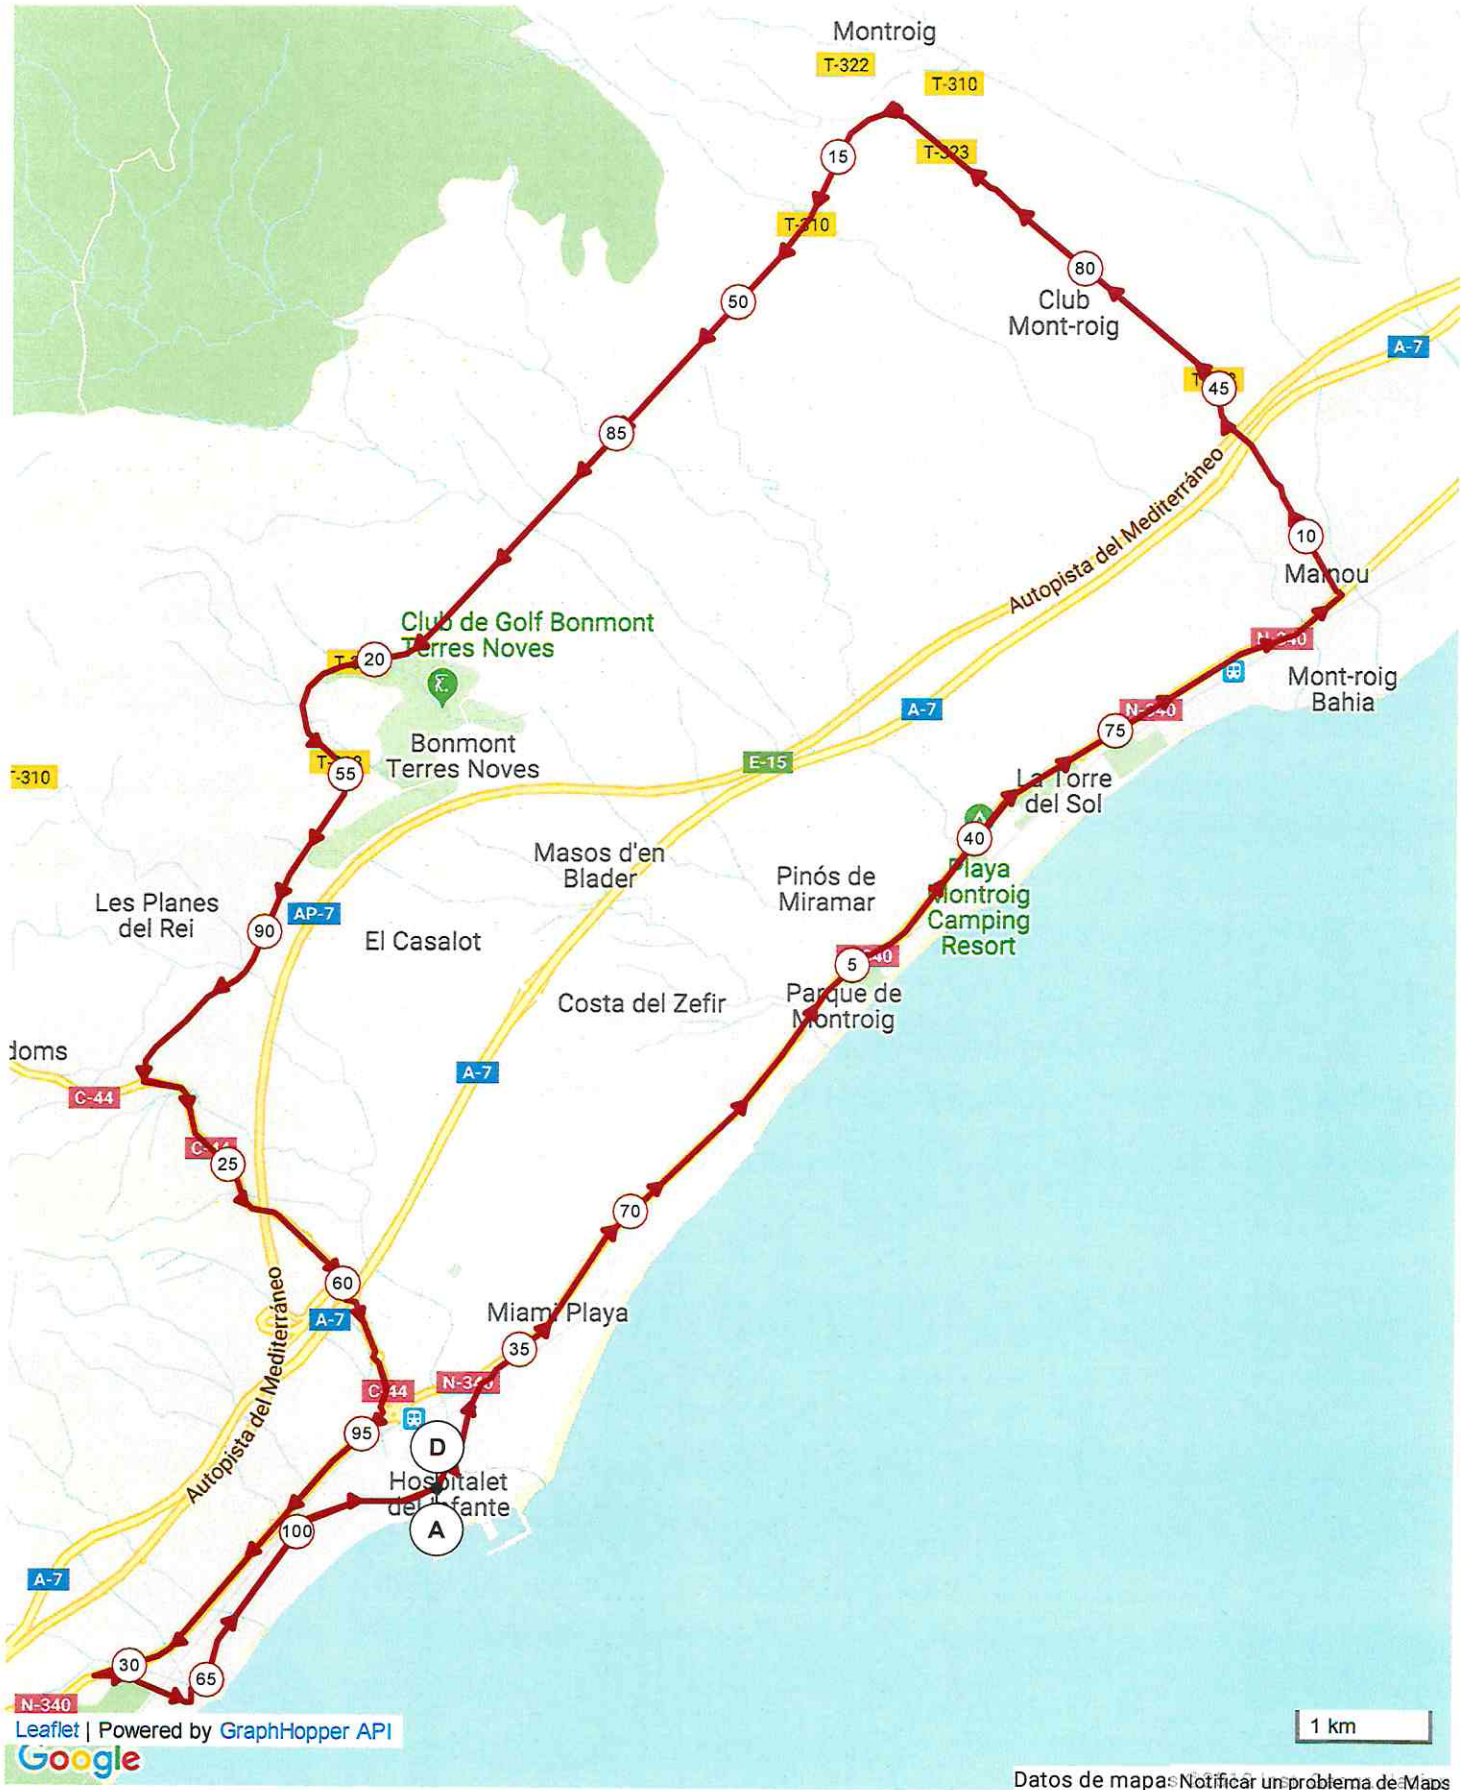 Montroig
T-322
T-310
15
T-323
T-310
80
50
Club
Mont-roig
A-7
45
85
Autopista del Mediterráneo
10
Club de Golf Bonmont
Terres Noves
20
N-340
Mont-roig
Bahia
A-7
N-340
75
Bonmont
Terres Noves
T-310
55
E-15
La Torre
del Sol
40
Masos d'en
Blader
Pinós de
Miramar
Playa
Montroig
Camping
Resort
Les Planes
del Rei
AP-7
90
El Casalot
5
Parque de
Montroig
Costa del Zefir
doms
A-7
C-44
C-44
25
70
60
A-7
Miami Playa
35
Autopista del Mediterráneo
C-44
N-340
95
D
Hospitalet
del Infante
100
A
A-7
30
65
N-340
Leaflet | Powered by GraphHopper API
Google
1 km
Datos de mapas Notificar un problema de Maps